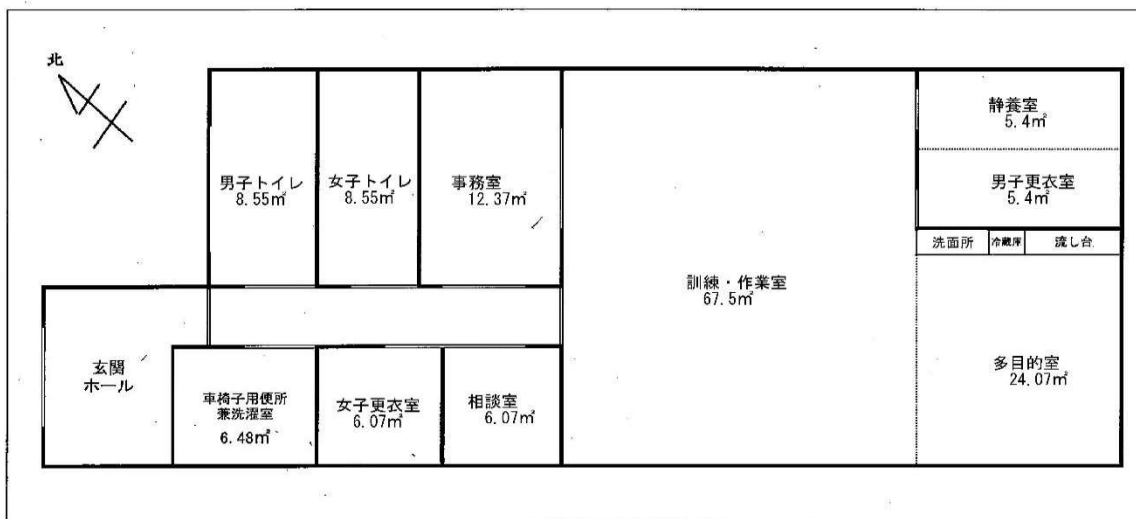 北
男子トイレ
8.55㎡
女子トイレ
8.55㎡
事務室
12.37㎡
訓練・作業室
67.5㎡
静養室
5.4㎡
男子更衣室
5.4㎡
洗面所
冷蔵庫
流し台
多目的室
24.07㎡
玄関
ホール
車椅子用便所
兼洗濯室
6.48㎡
女子更衣室
6.07㎡
相談室
6.07㎡